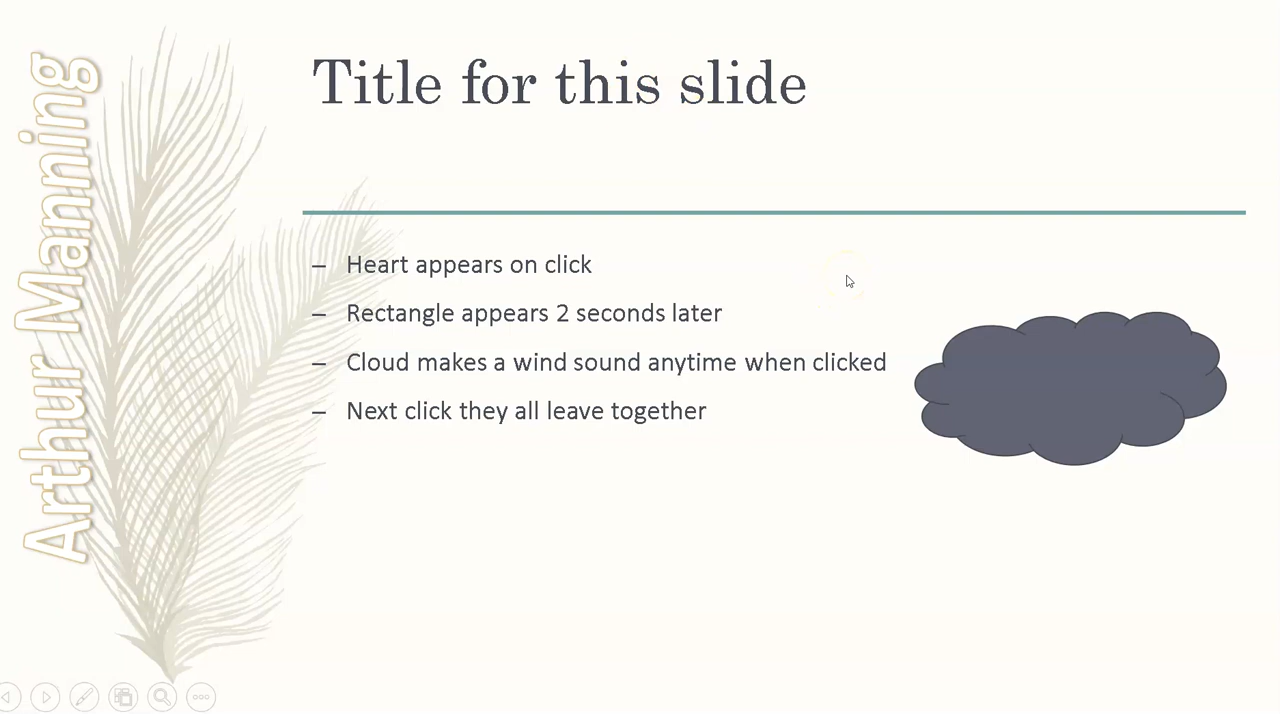 Arthur Manning
Title for this slide
– Heart appears on click
– Rectangle appears 2 seconds later
– Cloud makes a wind sound anytime when clicked
– Next click they all leave together